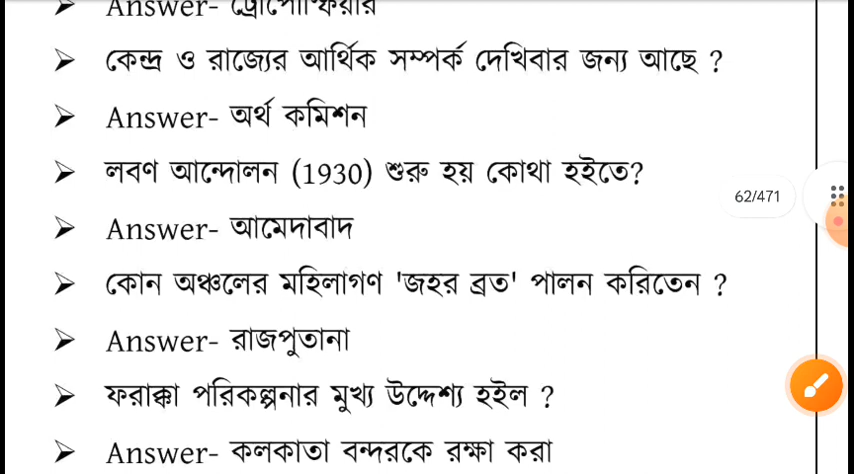 Answer- ট্রোপোস্ফিয়ার
কেন্দ্র ও রাজ্যের আর্থিক সম্পর্ক দেখিবার জন্য আছে ?
Answer- অর্থ কমিশন
লবণ আন্দোলন (1930) শুরু হয় কোথা হইতে?
62/471
Answer- আমেদাবাদ
কোন অঞ্চলের মহিলাগণ 'জহর ব্রত' পালন করিতেন ?
Answer- রাজপুতানা
ফরাক্কা পরিকল্পনার মুখ্য উদ্দেশ্য হইল ?
Answer- কলকাতা বন্দরকে রক্ষা করা